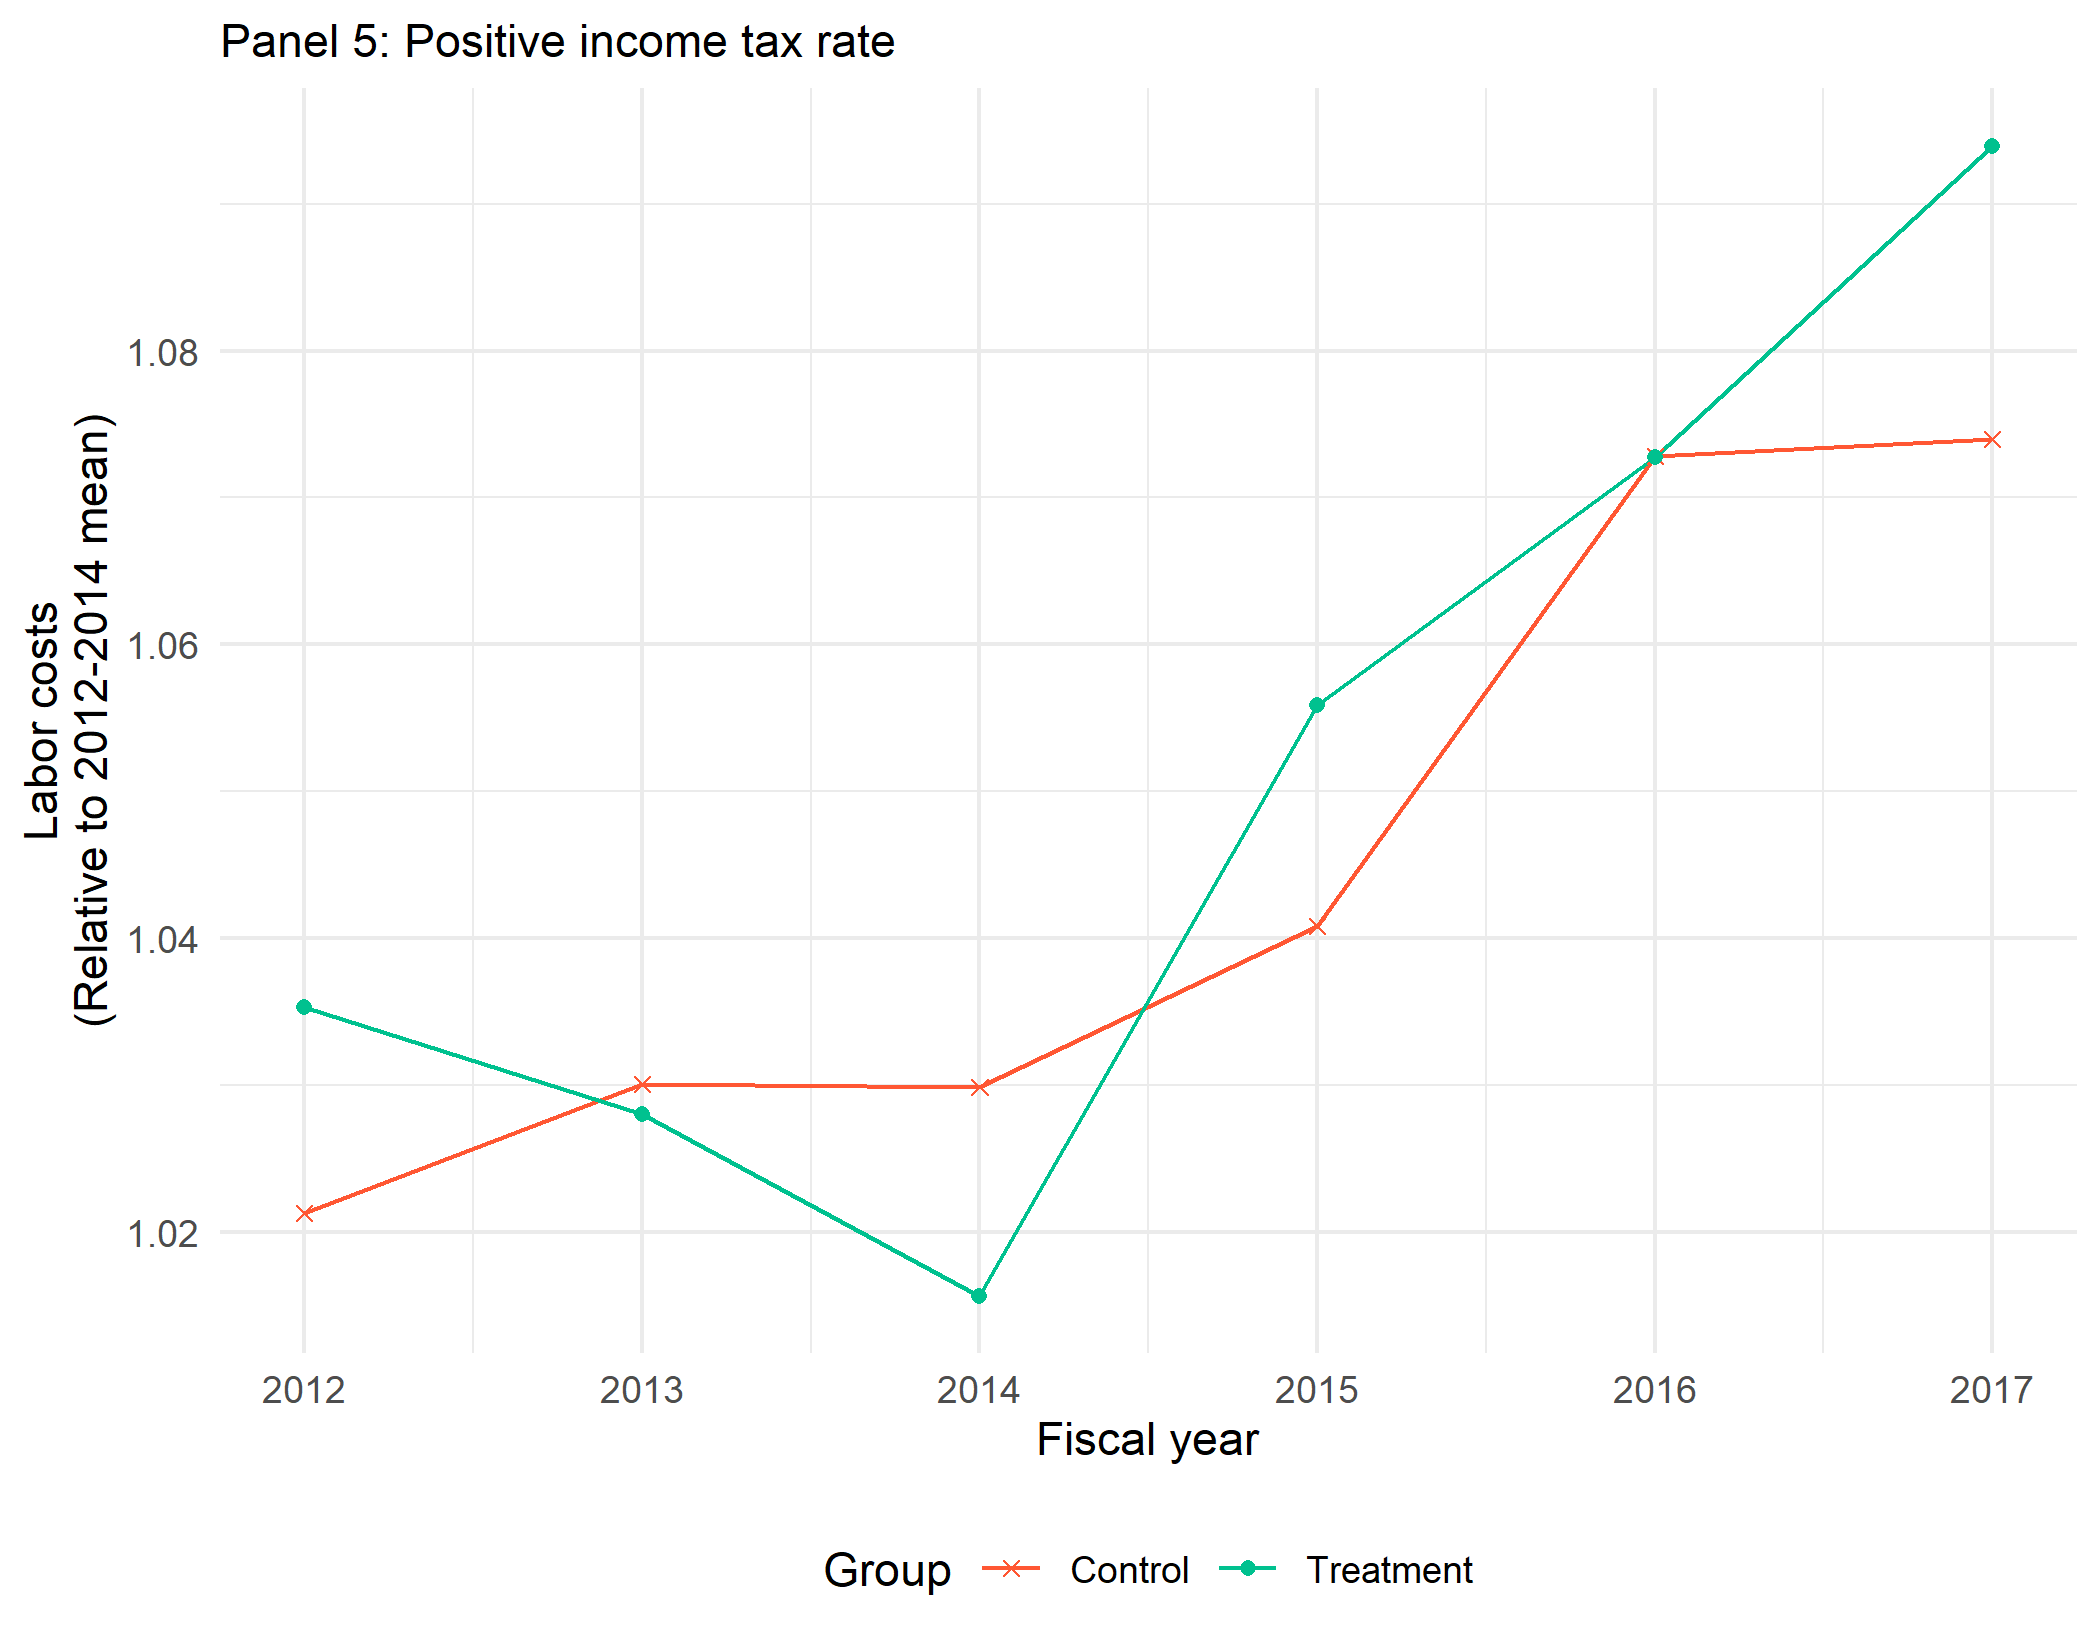 Panel 5: Positive income tax rate
Labor costs
(Relative to 2012-2014 mean)
1.08
1.06
1.04
1.02
2012 2013 2014 2015 2016 2017
Fiscal year
Group Control Treatment